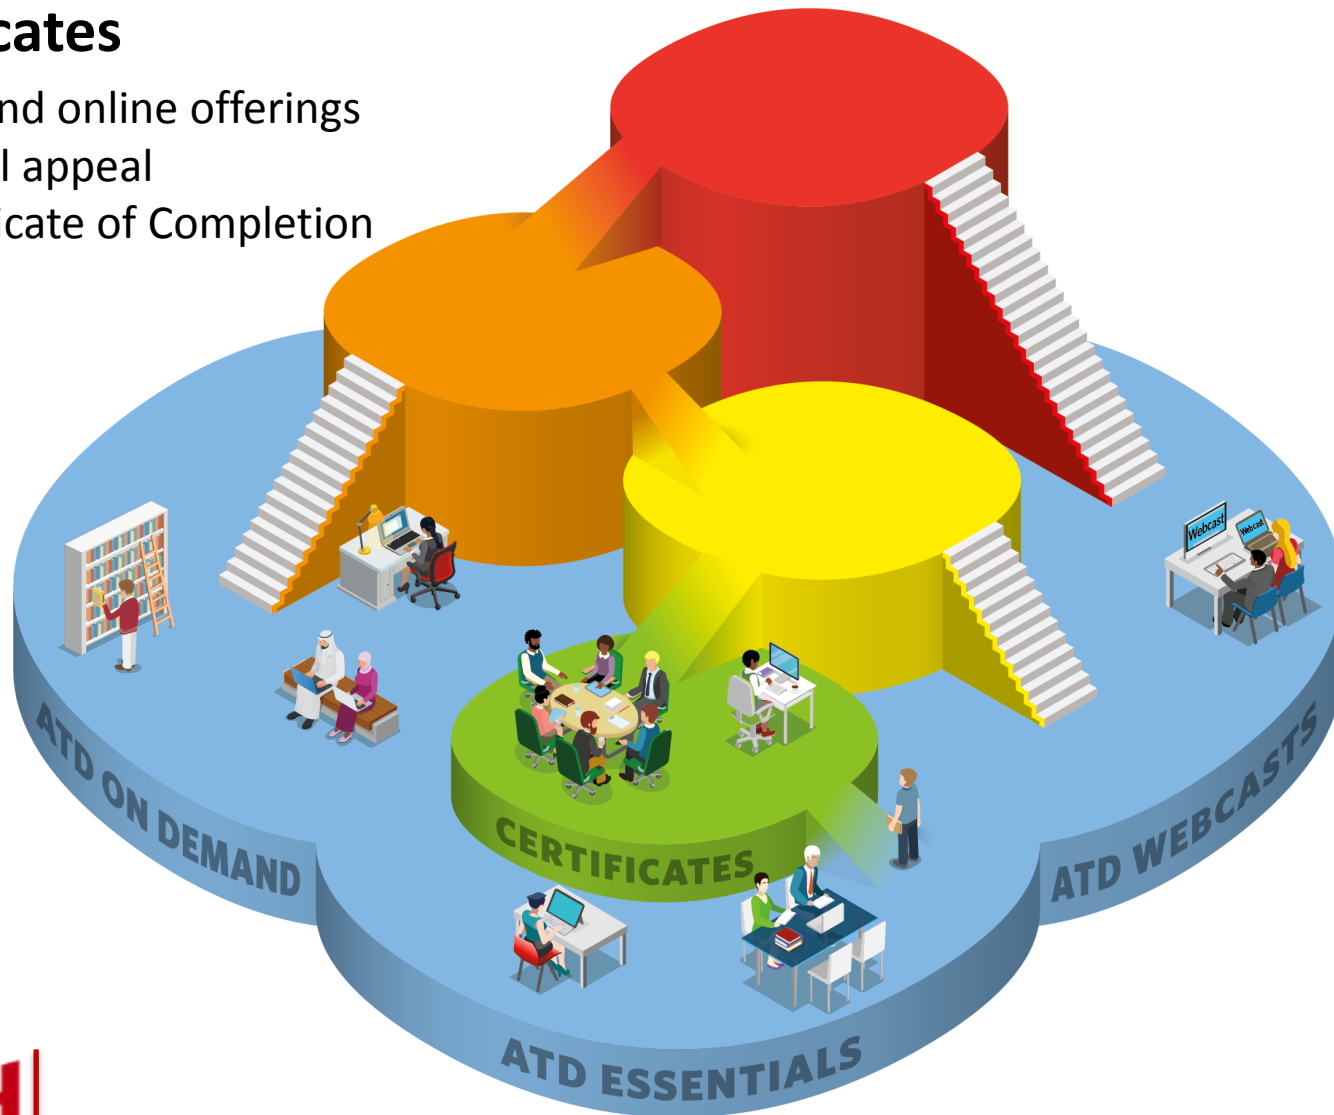 cates
nd online offerings
l appeal
icate of Completion
Webcast
Webcast
ATD ON DEMAND
CERTIFICATES
ATD WEBCASTS
ATD ESSENTIALS